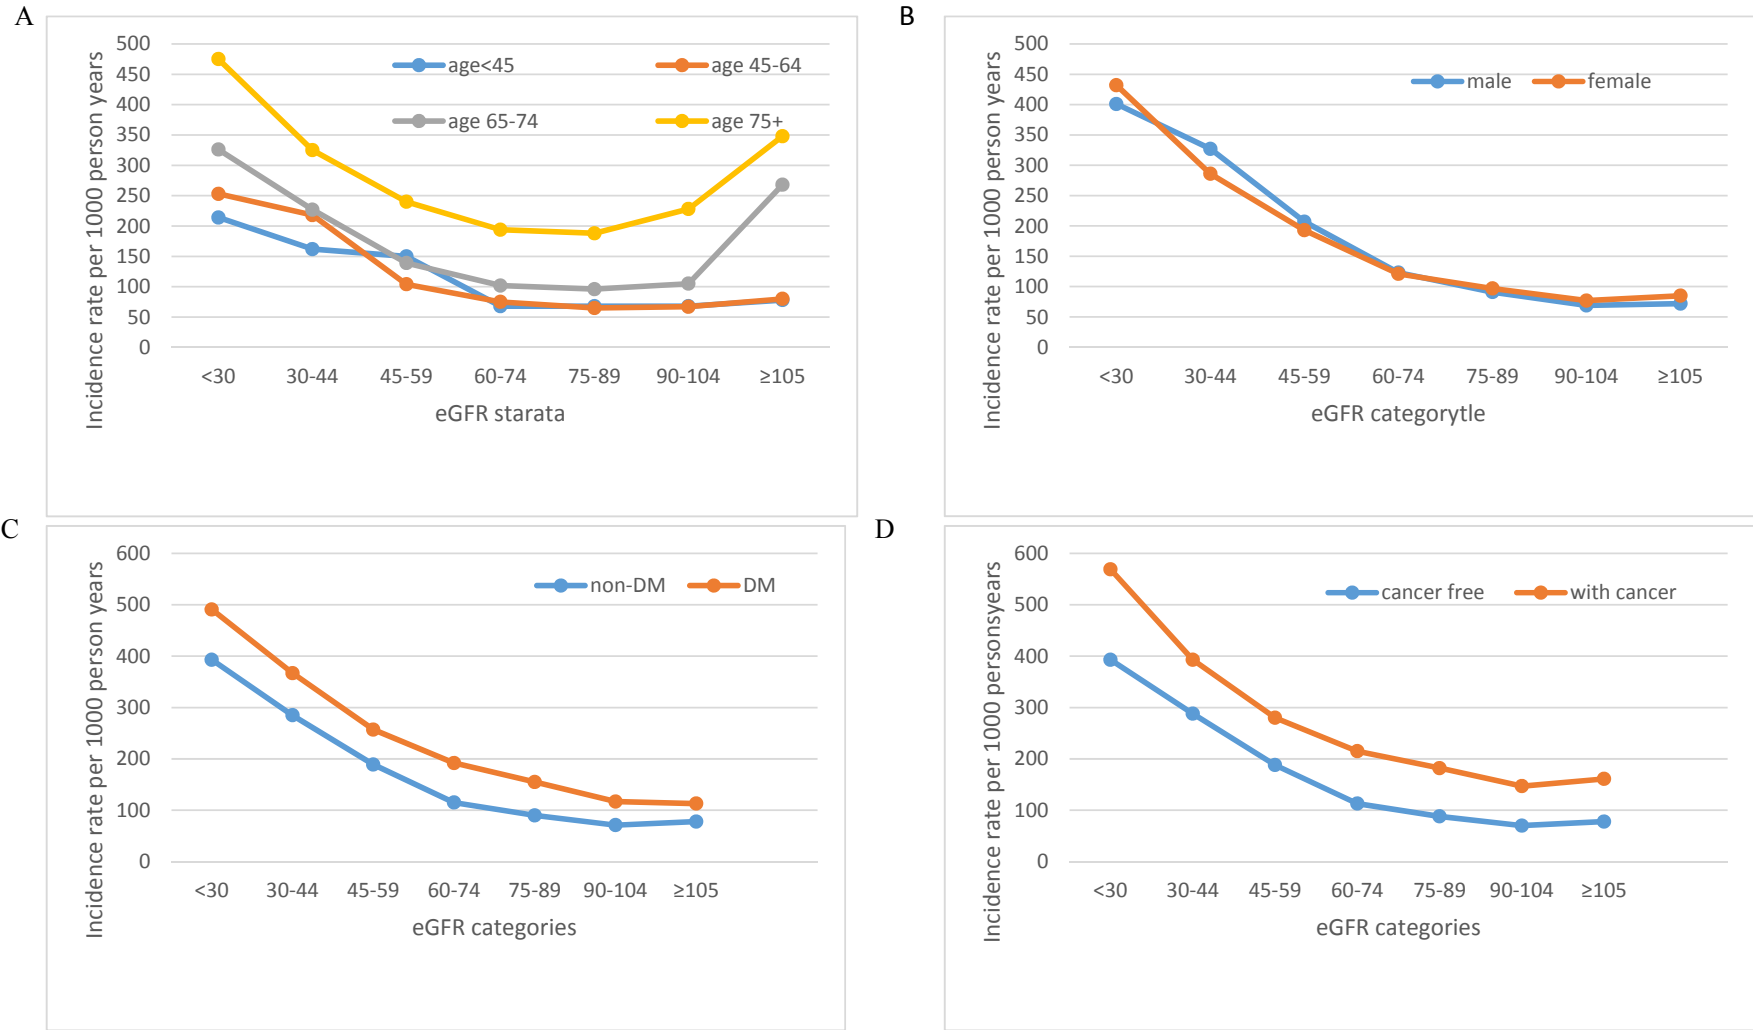 A
Incidence rate per 1000 person years
500
450
400
350
300
250
200
150
100
50
0
age<45
age 45-64
age 65-74
age 75+
<30 30-44 45-59 60-74 75-89 90-104 ≥105
eGFR starata
B
Incidence rate per 1000 person years
500
450
400
350
300
250
200
150
100
50
0
male
female
<30 30-44 45-59 60-74 75-89 90-104 ≥105
eGFR categorytle
C
Incidence rate per 1000 person years
600
500
400
300
200
100
0
non-DM
DM
<30 30-44 45-59 60-74 75-89 90-104 ≥105
eGFR categories
D
Incidence rate per 1000 personsyears
600
500
400
300
200
100
0
cancer free
with cancer
<30 30-44 45-59 60-74 75-89 90-104 ≥105
eGFR categories